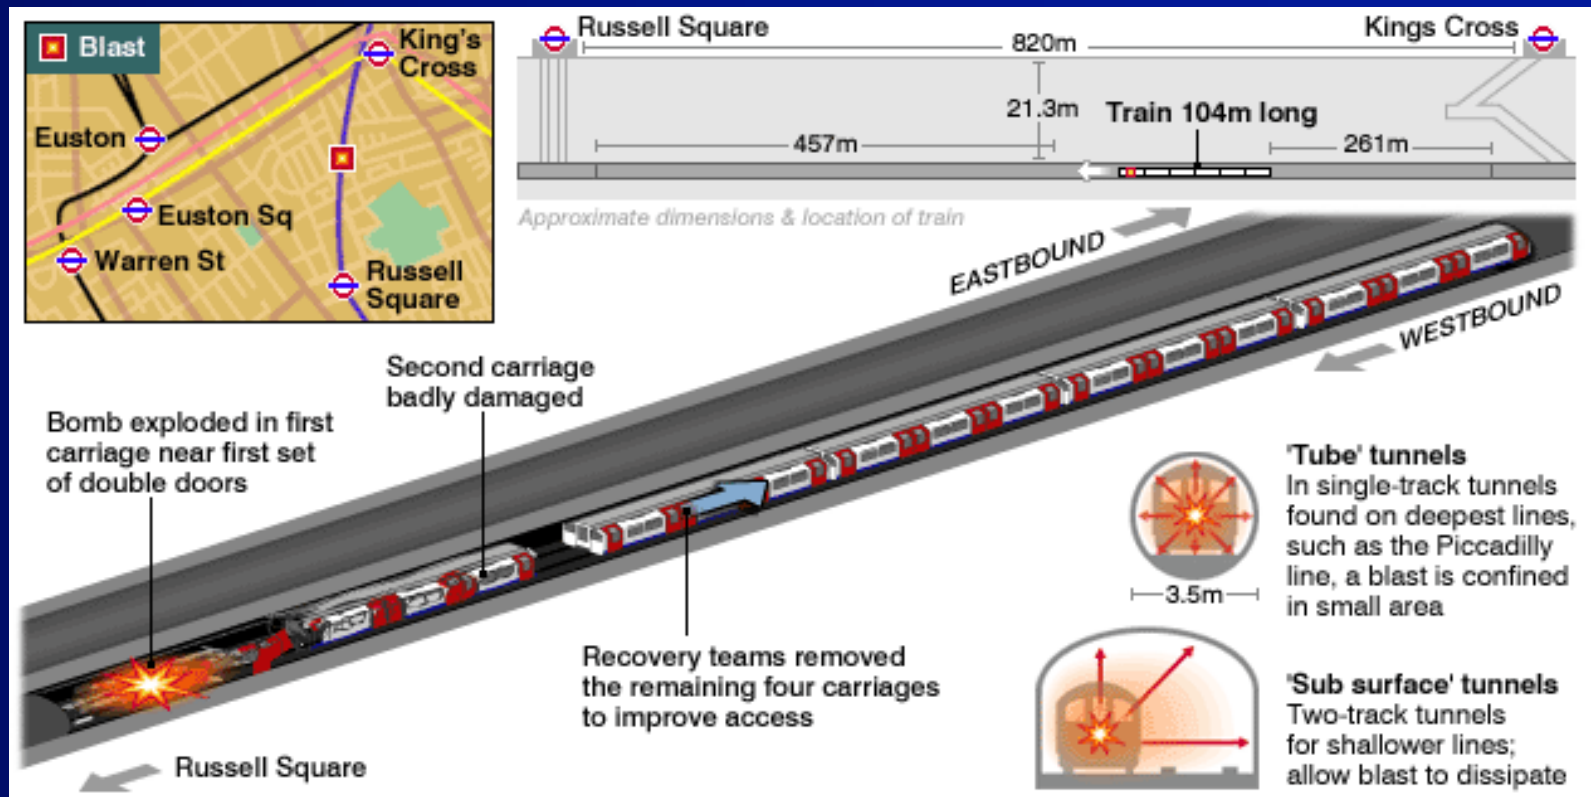 Blast
King's
Cross
Euston
Euston Sq
Warren St
Russell
Square
Russell Square
Kings Cross
820m
21.3m
Train 104m long
457m
261m
Approximate dimensions & location of train
EASTBOUND
WESTBOUND
Second carriage
badly damaged
Bomb exploded in first
carriage near first set
of double doors
Recovery teams removed
the remaining four carriages
to improve access
Russell Square
'Tube' tunnels
In single-track tunnels
found on deepest lines,
such as the Piccadilly
line, a blast is confined
in small area
3.5m
'Sub surface' tunnels
Two-track tunnels
for shallower lines;
allow blast to dissipate